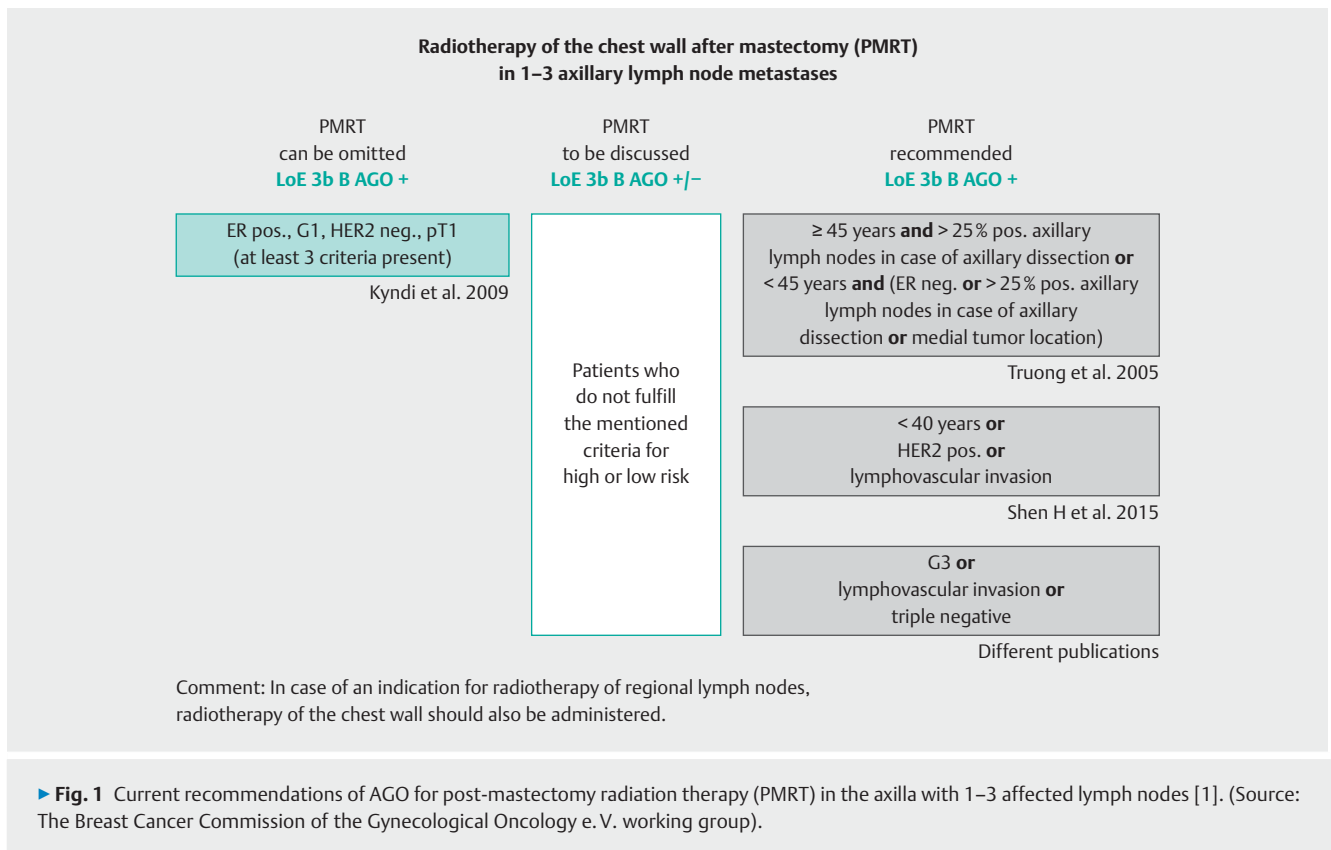 Radiotherapy of the chest wall after mastectomy (PMRT)
in 1–3 axillary lymph node metastases
PMRT
can be omitted
LoE 3b B AGO +
ER pos., G1, HER2 neg., pT1
(at least 3 criteria present)
Kyndi et al. 2009
PMRT
to be discussed
LoE 3b B AGO +/−
Patients who
do not fulfill
the mentioned
criteria for
high or low risk
PMRT
recommended
LoE 3b B AGO +
≥ 45 years and > 25 % pos. axillary
lymph nodes in case of axillary dissection or
< 45 years and (ER neg. or > 25 % pos. axillary
lymph nodes in case of axillary
dissection or medial tumor location)
Truong et al. 2005
< 40 years or
HER2 pos. or
lymphovascular invasion
Shen H et al. 2015
G3 or
lymphovascular invasion or
triple negative
Different publications
Comment: In case of an indication for radiotherapy of regional lymph nodes,
radiotherapy of the chest wall should also be administered.
▶ Fig. 1 Current recommendations of AGO for post-mastectomy radiation therapy (PMRT) in the axilla with 1–3 affected lymph nodes [1]. (Source:
The Breast Cancer Commission of the Gynecological Oncology e. V. working group).